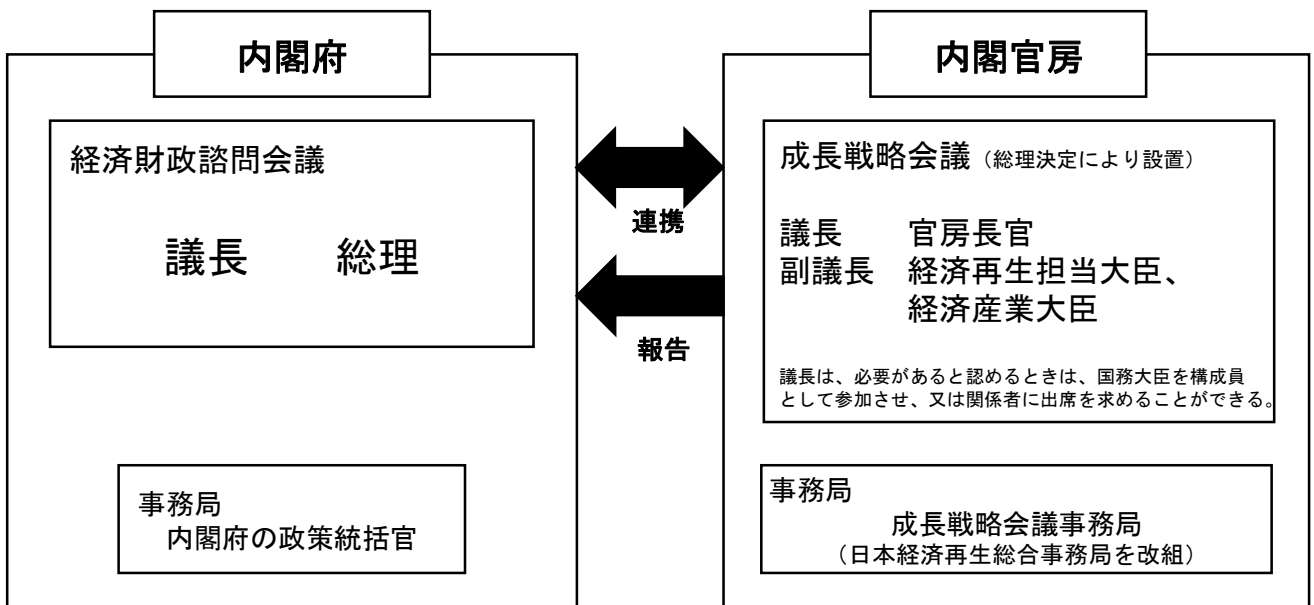 内閣府
経済財政諮問会議
議長 総理
事務局
内閣府の政策統括官
連携
報告
内閣官房
成長戦略会議（総理決定により設置）
議長 官房長官
副議長 経済再生担当大臣、
経済産業大臣
議長は、必要があると認めるときは、国務大臣を構成員
として参加させ、又は関係者に出席を求めることができる。
事務局
成長戦略会議事務局
（日本経済再生総合事務局を改組）